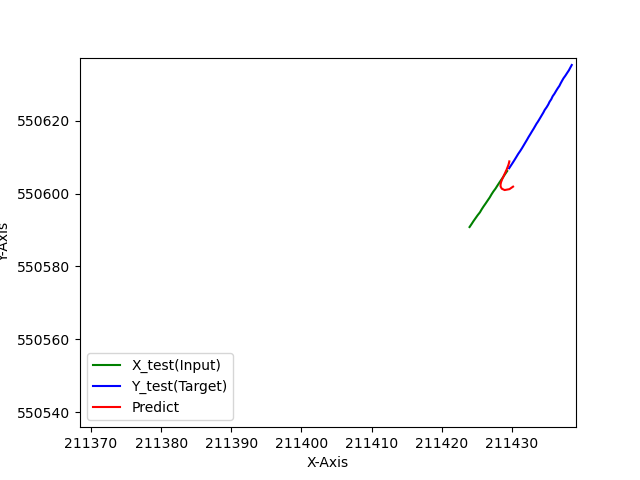 550620
550600
550580
550560
550540
Y-Axis
X_test(Input)
Y_test(Target)
Predict
211370 211380 211390 211400 211410 211420 211430
X-Axis